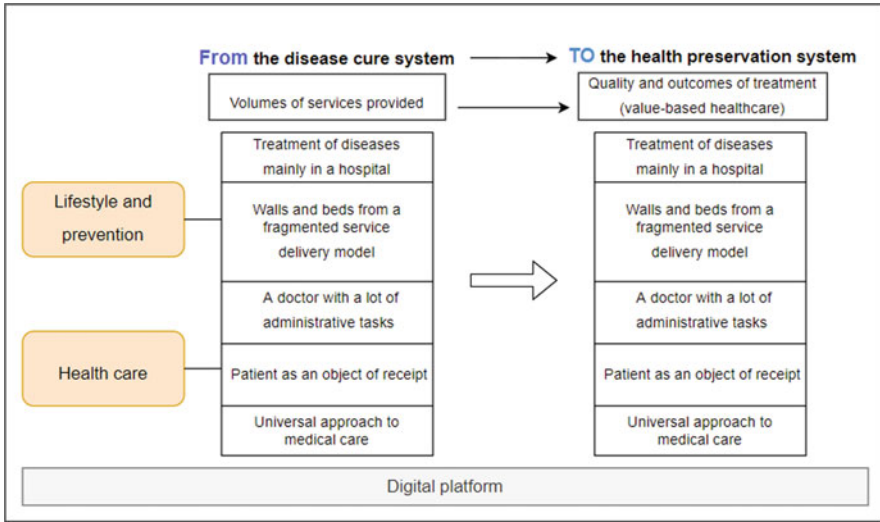 From the disease cure system
TO the health preservation system
Volumes of services provided
Quality and outcomes of treatment
(value-based healthcare)
Lifestyle and
prevention
Health care
Treatment of diseases
mainly in a hospital
Walls and beds from a
fragmented service
delivery model
A doctor with a lot of
administrative tasks
Patient as an object of receipt
Universal approach to
medical care
Treatment of diseases
mainly in a hospital
Walls and beds from a
fragmented service
delivery model
A doctor with a lot of
administrative tasks
Patient as an object of receipt
Universal approach to
medical care
Digital platform